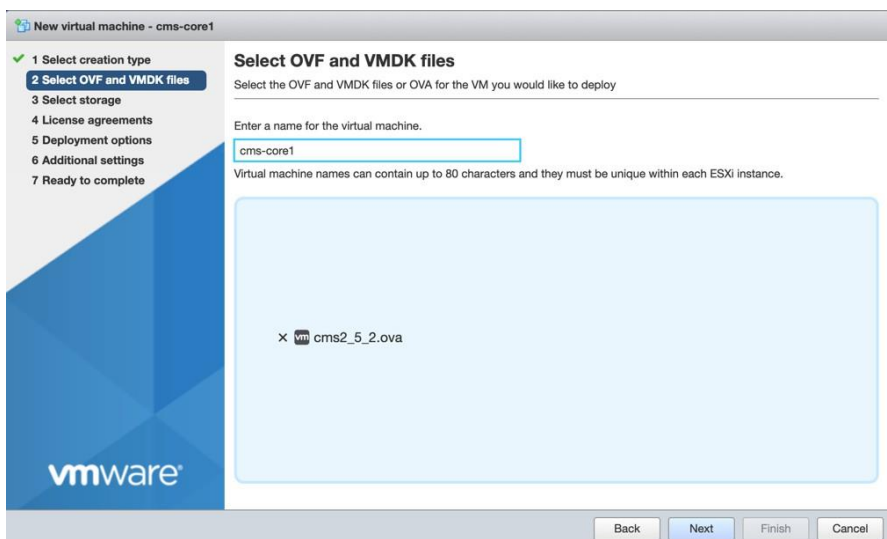 New virtual machine - cms-core1
1 Select creation type
2 Select OVF and VMDK files
3 Select storage
4 License agreements
5 Deployment options
6 Additional settings
7 Ready to complete
vmware®
Select OVF and VMDK files
Select the OVF and VMDK files or OVA for the VM you would like to deploy
Enter a name for the virtual machine.
cms-core1
Virtual machine names can contain up to 80 characters and they must be unique within each ESXi instance.
× vm cms2_5_2.ova
Back Next Finish Cancel